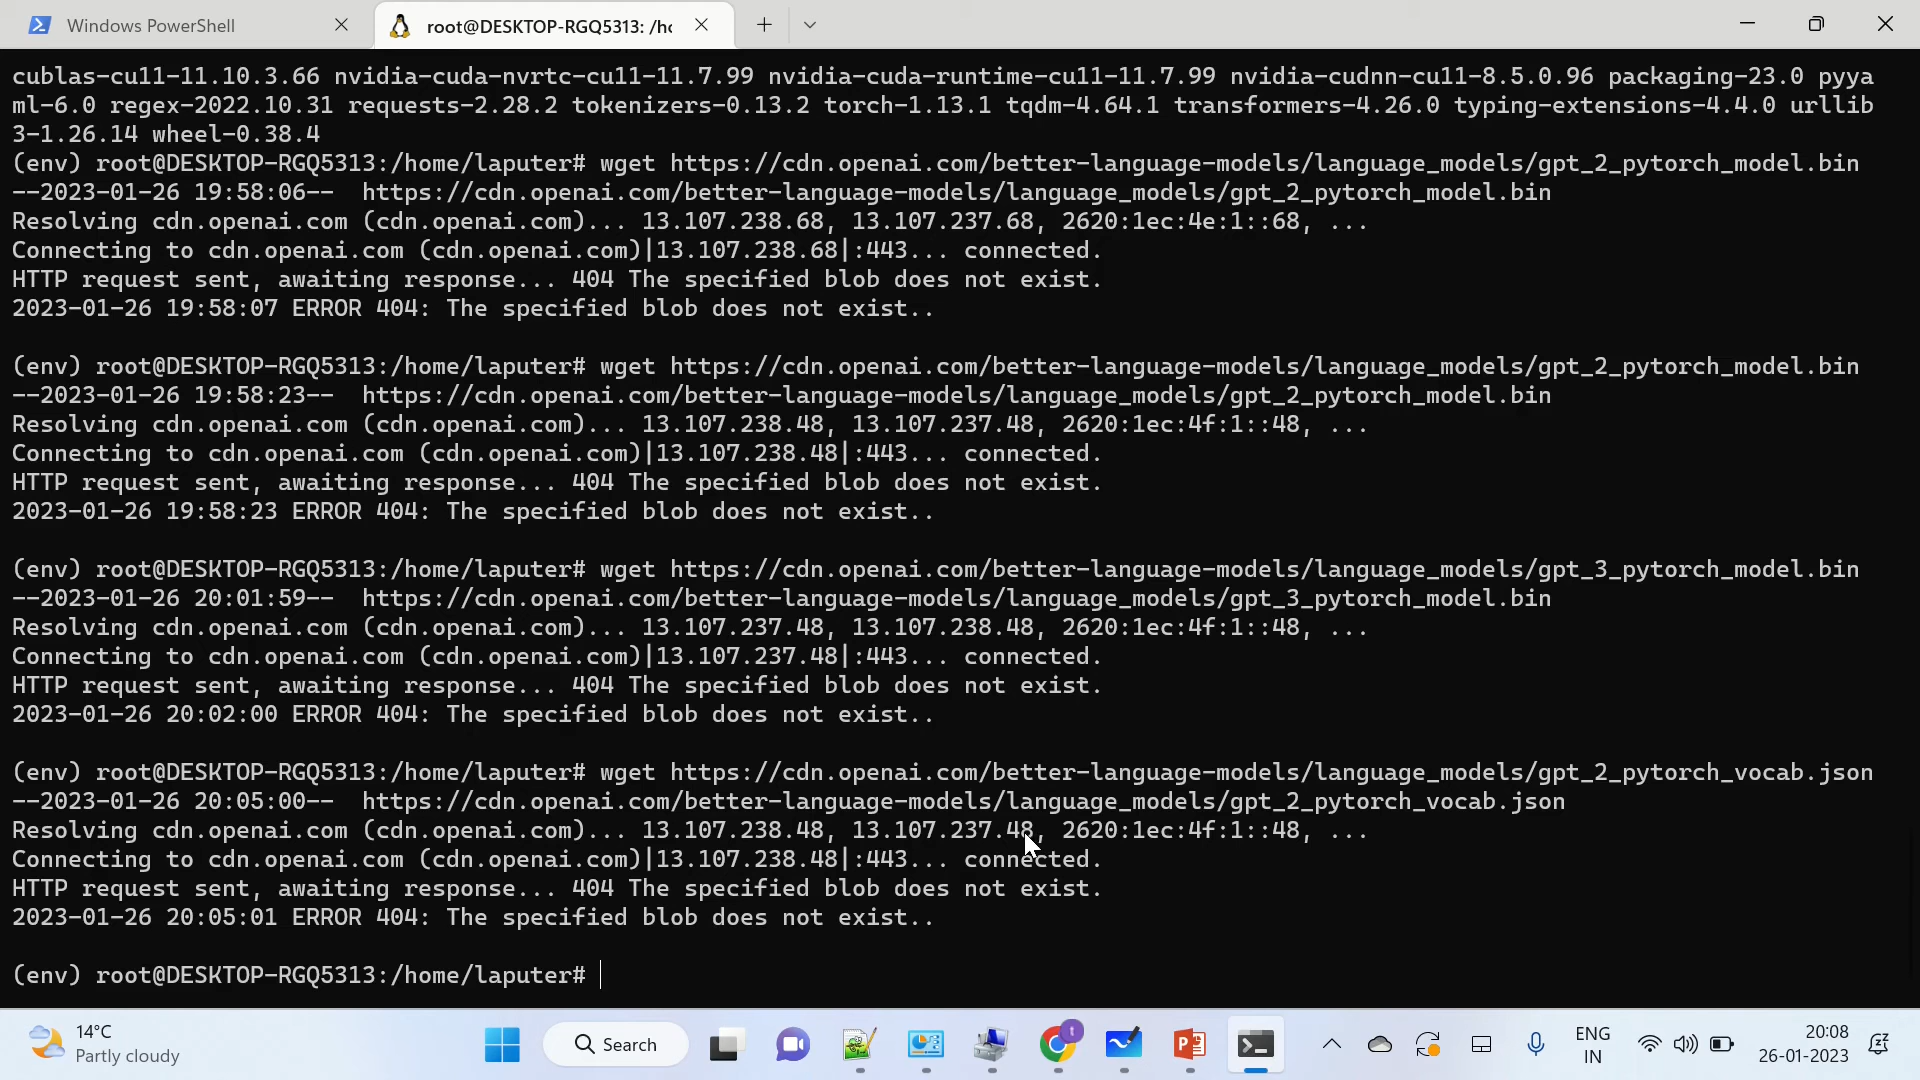 Windows PowerShell
root@DESKTOP-RGQ5313: /ho
cublas-cu11-11.10.3.66 nvidia-cuda-nvrtc-cu11-11.7.99 nvidia-cuda-runtime-cu11-11.7.99 nvidia-cudnn-cu11-8.5.0.96 packaging-23.0 pyya
ml-6.0 regex-2022.10.31 requests-2.28.2 tokenizers-0.13.2 torch-1.13.1 tqdm-4.64.1 transformers-4.26.0 typing-extensions-4.4.0 urllib
3-1.26.14 wheel-0.38.4
(env) root@DESKTOP-RGQ5313:/home/laputer# wget https://cdn.openai.com/better-language-models/language_models/gpt_2_pytorch_model.bin
--2023-01-26 19:58:06--  https://cdn.openai.com/better-language-models/language_models/gpt_2_pytorch_model.bin
Resolving cdn.openai.com (cdn.openai.com)... 13.107.238.68, 13.107.237.68, 2620:1ec:4e:1::68, ...
Connecting to cdn.openai.com (cdn.openai.com)|13.107.238.68|:443... connected.
HTTP request sent, awaiting response... 404 The specified blob does not exist.
2023-01-26 19:58:07 ERROR 404: The specified blob does not exist..
(env) root@DESKTOP-RGQ5313:/home/laputer# wget https://cdn.openai.com/better-language-models/language_models/gpt_2_pytorch_model.bin
--2023-01-26 19:58:23--  https://cdn.openai.com/better-language-models/language_models/gpt_2_pytorch_model.bin
Resolving cdn.openai.com (cdn.openai.com)... 13.107.238.48, 13.107.237.48, 2620:1ec:4f:1::48, ...
Connecting to cdn.openai.com (cdn.openai.com)|13.107.238.48|:443... connected.
HTTP request sent, awaiting response... 404 The specified blob does not exist.
2023-01-26 19:58:23 ERROR 404: The specified blob does not exist..
(env) root@DESKTOP-RGQ5313:/home/laputer# wget https://cdn.openai.com/better-language-models/language_models/gpt_3_pytorch_model.bin
--2023-01-26 20:01:59--  https://cdn.openai.com/better-language-models/language_models/gpt_3_pytorch_model.bin
Resolving cdn.openai.com (cdn.openai.com)... 13.107.237.48, 13.107.238.48, 2620:1ec:4f:1::48, ...
Connecting to cdn.openai.com (cdn.openai.com)|13.107.237.48|:443... connected.
HTTP request sent, awaiting response... 404 The specified blob does not exist.
2023-01-26 20:02:00 ERROR 404: The specified blob does not exist..
(env) root@DESKTOP-RGQ5313:/home/laputer# wget https://cdn.openai.com/better-language-models/language_models/gpt_2_pytorch_vocab.json
--2023-01-26 20:05:00--  https://cdn.openai.com/better-language-models/language_models/gpt_2_pytorch_vocab.json
Resolving cdn.openai.com (cdn.openai.com)... 13.107.238.48, 13.107.237.48, 2620:1ec:4f:1::48, ...
Connecting to cdn.openai.com (cdn.openai.com)|13.107.238.48|:443... connected.
HTTP request sent, awaiting response... 404 The specified blob does not exist.
2023-01-26 20:05:01 ERROR 404: The specified blob does not exist..
(env) root@DESKTOP-RGQ5313:/home/laputer#
14°C
Partly cloudy
Search
t
ENG
IN
20:08
26-01-2023